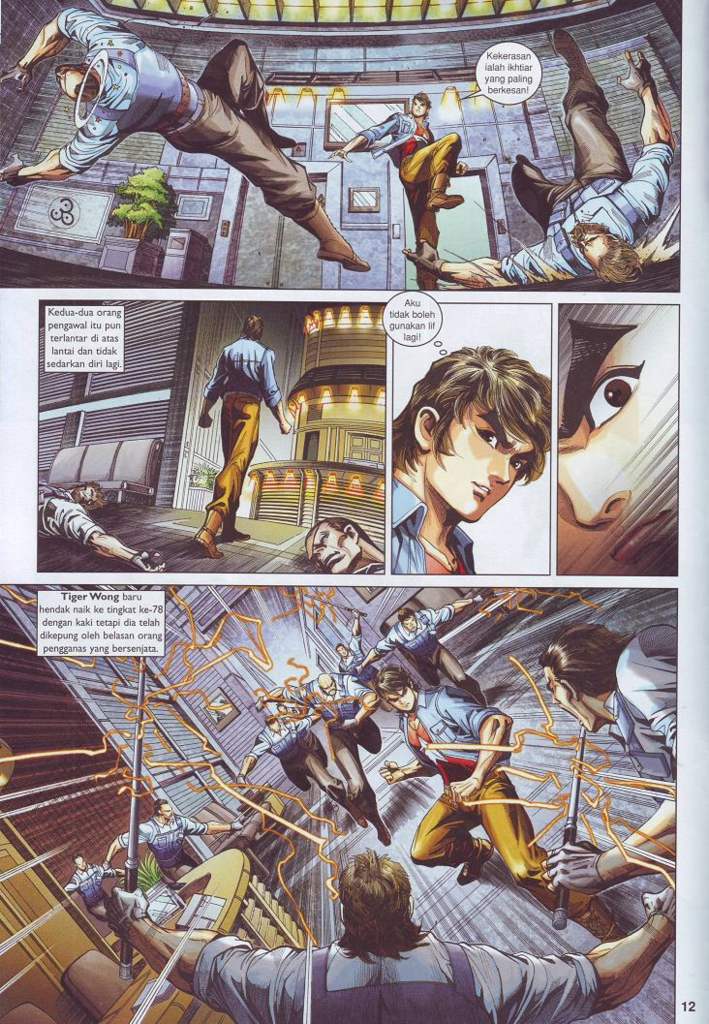 Kekerasan
ialah ikhtiar
yang paling
berkesan!
Kedua-dua orang
pengawal itu pun
terlantar di atas
lantai dan tidak
sedarkan diri lagi.
Aku
tidak boleh
gunakan lif
lagi!
Tiger Wong baru
hendak naik ke tingkat ke-78
dengan kaki tetapi dia telah
dikepung oleh belasan orang
pengganas yang bersenjata.
12